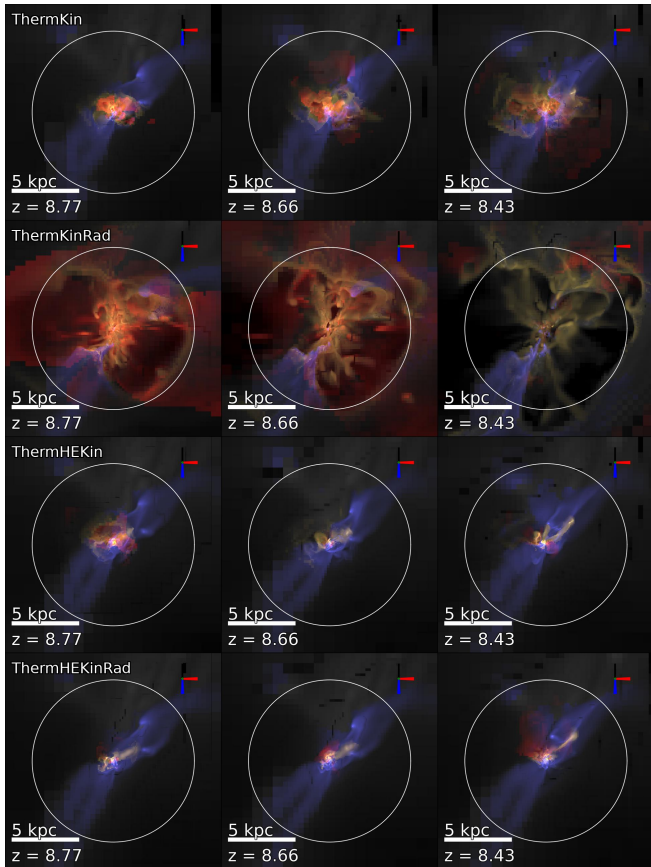 ThermKin
5 kpc
z = 8.77
5 kpc
z = 8.66
5 kpc
z = 8.43
ThermKinRad
5 kpc
z = 8.77
5 kpc
z = 8.66
5 kpc
z = 8.43
ThermHEKin
5 kpc
z = 8.77
5 kpc
z = 8.66
5 kpc
z = 8.43
ThermHEKinRad
5 kpc
z = 8.77
5 kpc
z = 8.66
5 kpc
z = 8.43